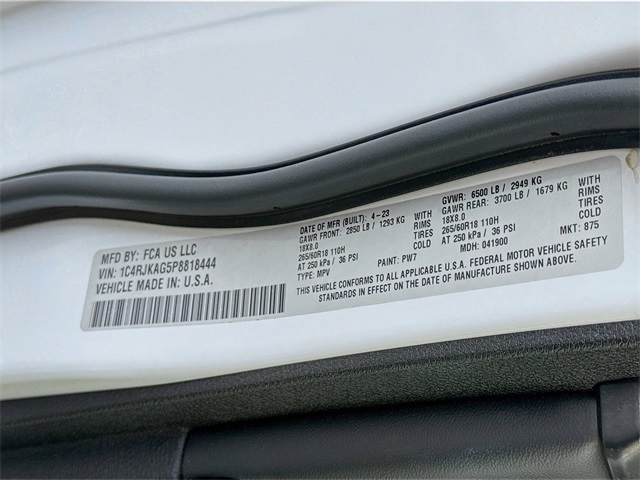 MFD BY: FCA US LLC
VIN: 1C4RJKAG5P8818444
VEHICLE MADE IN: U.S.A.
DATE OF MFR (BUILT): 4-23
GAWR FRONT: 2850 LB / 1293 KG WITH
18X8.0 RIMS
265/60R18 110H TIRES
AT 250 kPa / 36 PSI COLD
TYPE: MPV PAINT: PW7
GVWR: 6500 LB / 2949 KG
GAWR REAR: 3700 LB / 1679 KG WITH
18X8.0 RIMS
265/60R18 110H TIRES
AT 250 kPa / 36 PSI COLD
MDH: 041900 MKT: 875
THIS VEHICLE CONFORMS TO ALL APPLICABLE U.S.A. FEDERAL MOTOR VEHICLE SAFETY
STANDARDS IN EFFECT ON THE DATE OF MANUFACTURE SHOWN ABOVE.